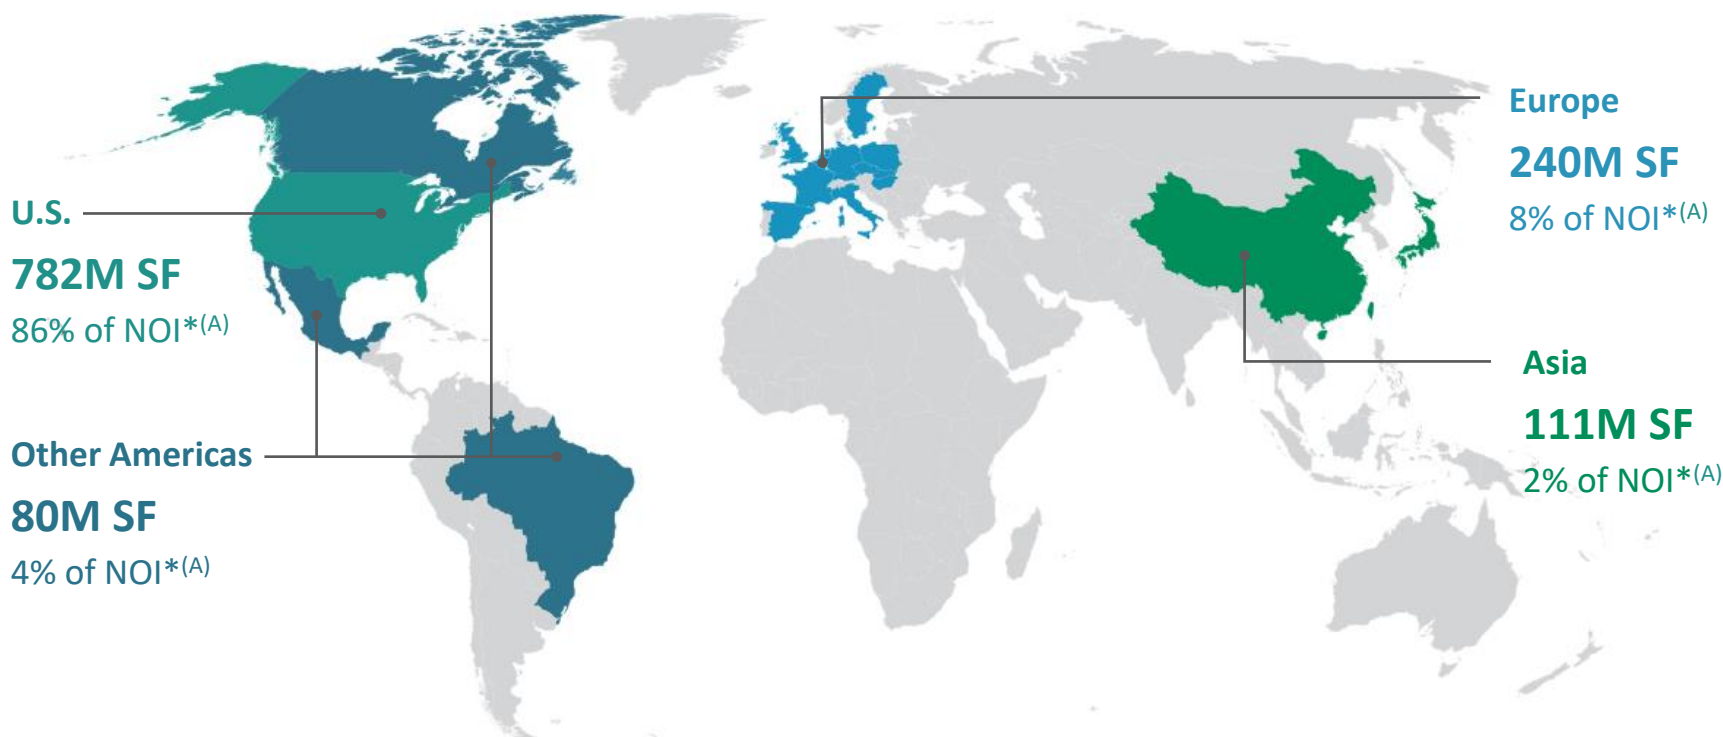 U.S.
782M SF
86% of NOI*(A)
Other Americas
80M SF
4% of NOI*(A)
Europe
240M SF
8% of NOI*(A)
Asia
111M SF
2% of NOI*(A)